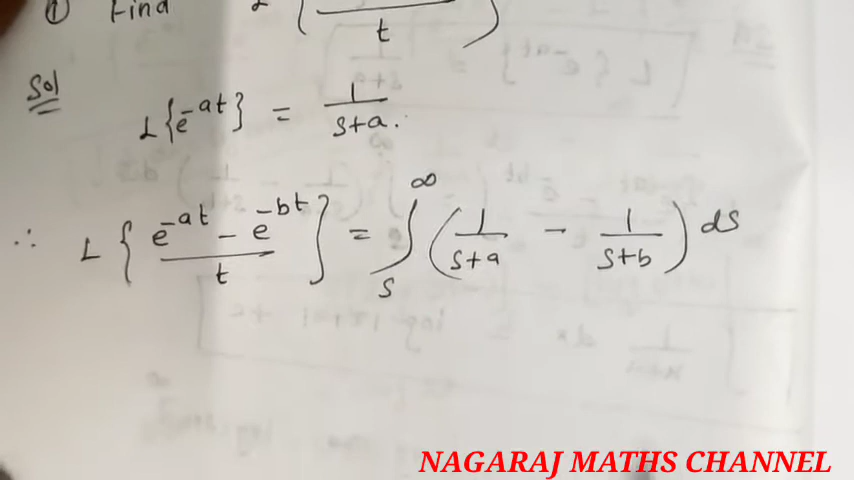 ① Find L ( / t )
Sol
L{e^-at} = 1/s+a.
∴ L { e^-at - e^-bt / t } = ∫_s^∞ ( 1/s+a - 1/s+b ) ds
NAGARAJ MATHS CHANNEL